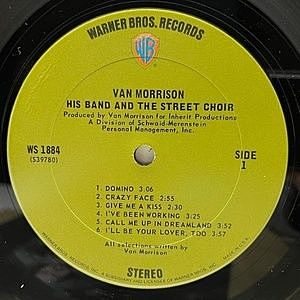 WARNER BROS. RECORDS
WB
VAN MORRISON
HIS BAND AND THE STREET CHOIR
Produced by Van Morrison for Inherit Productions
A Division of Schwaid-Merenstein
Personal Management, Inc.
WS 1884
(S39780)
SIDE
1
1. DOMINO 3:06
2. CRAZY FACE 2:55
3. GIVE ME A KISS 2:30
4. I'VE BEEN WORKING 3:25
5. CALL ME UP IN DREAMLAND 3:52
6. I'LL BE YOUR LOVER, TOO 3:57
All selections written by
Van Morrison
STEREO